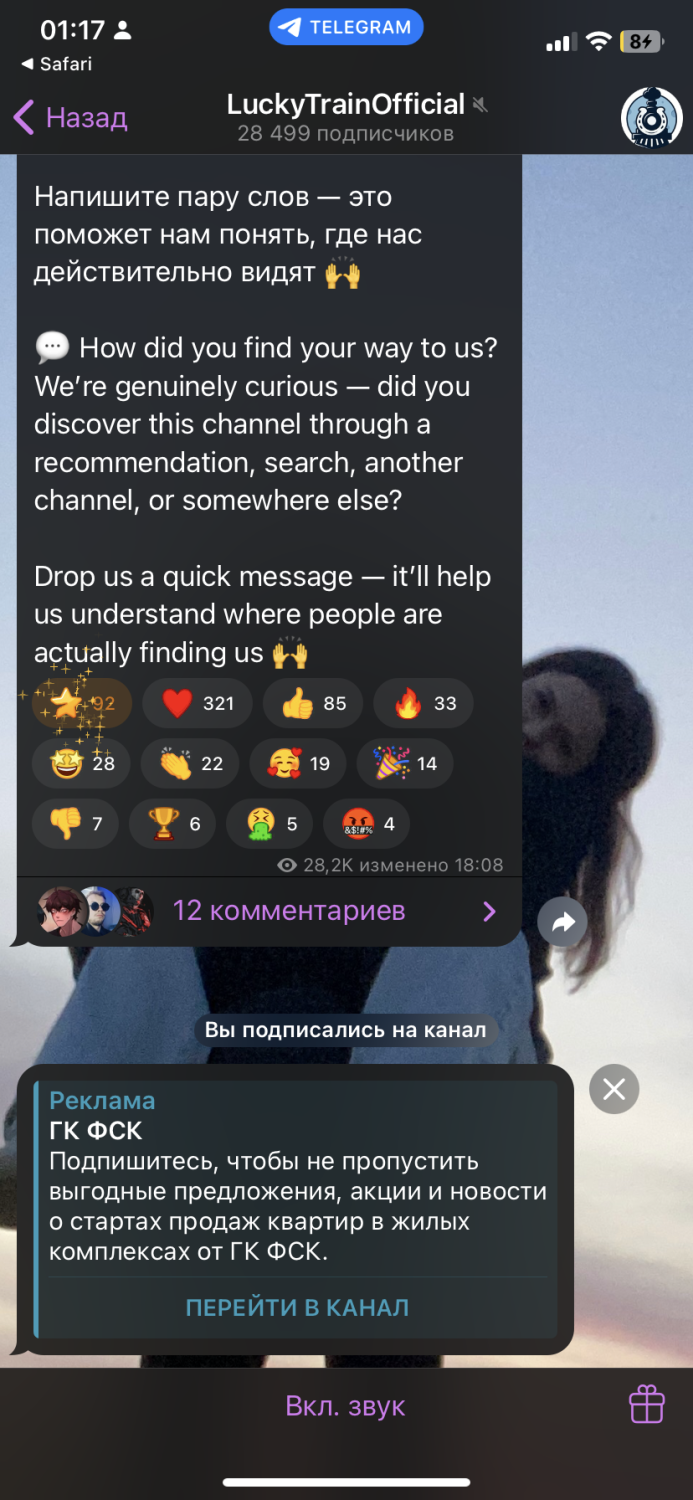 01:17
TELEGRAM
84
◀ Safari
Назад
LuckyTrainOfficial
28 499 подписчиков
Напишите пару слов — это
поможет нам понять, где нас
действительно видят 🙌
💬 How did you find your way to us?
We’re genuinely curious — did you
discover this channel through a
recommendation, search, another
channel, or somewhere else?
Drop us a quick message — it’ll help
us understand where people are
actually finding us 🙌
⭐ 92 ❤️ 321 👍 85 🔥 33
🤩 28 👏 22 🥰 19 🎉 14
👎 7 🏆 6 🤮 5 🤬 4
28,2K изменено 18:08
12 комментариев
Вы подписались на канал
Реклама
ГК ФСК
Подпишитесь, чтобы не пропустить
выгодные предложения, акции и новости
о стартах продаж квартир в жилых
комплексах от ГК ФСК.
ПЕРЕЙТИ В КАНАЛ
Вкл. звук